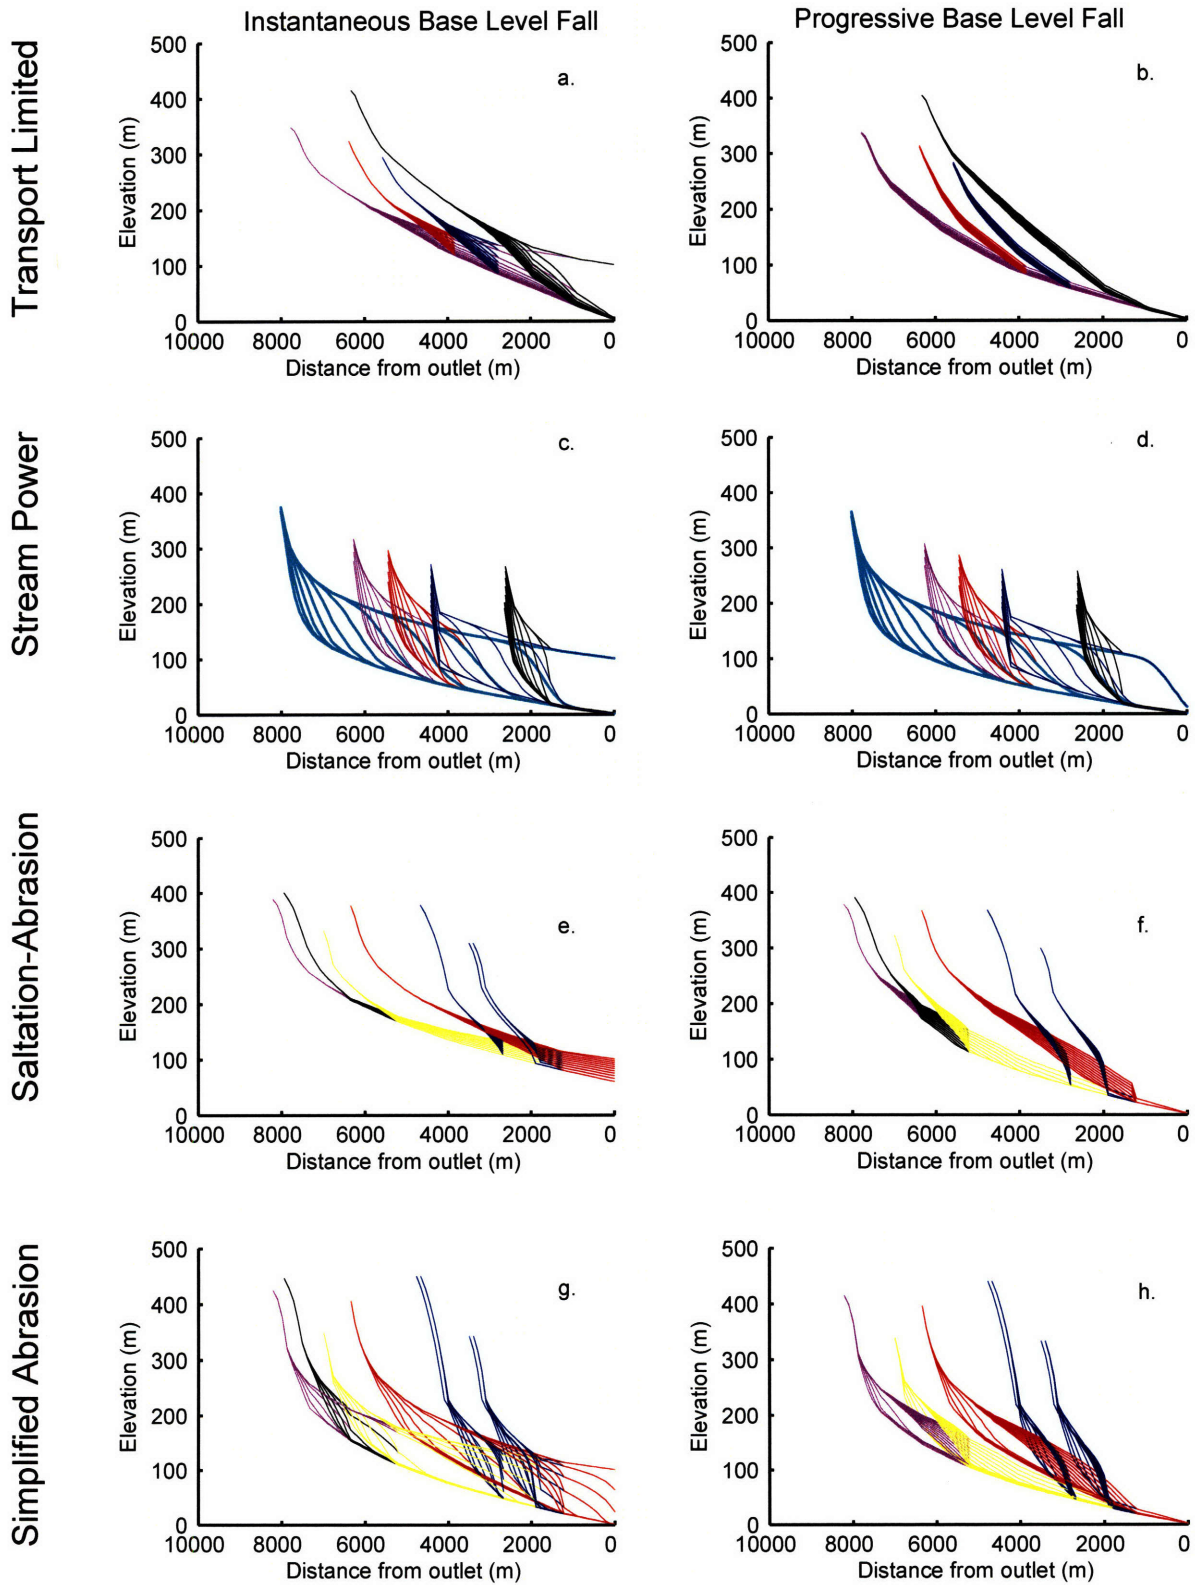 Instantaneous Base Level Fall
Progressive Base Level Fall
Transport Limited
500
400
300
200
100
0
Elevation (m)
a.
10000 8000 6000 4000 2000 0
Distance from outlet (m)
500
400
300
200
100
0
Elevation (m)
b.
10000 8000 6000 4000 2000 0
Distance from outlet (m)
Stream Power
500
400
300
200
100
0
Elevation (m)
c.
10000 8000 6000 4000 2000 0
Distance from outlet (m)
500
400
300
200
100
0
Elevation (m)
d.
10000 8000 6000 4000 2000 0
Distance from outlet (m)
Saltation-Abrasion
500
400
300
200
100
0
Elevation (m)
e.
10000 8000 6000 4000 2000 0
Distance from outlet (m)
500
400
300
200
100
0
Elevation (m)
f.
10000 8000 6000 4000 2000 0
Distance from outlet (m)
Simplified Abrasion
500
400
300
200
100
0
Elevation (m)
g.
10000 8000 6000 4000 2000 0
Distance from outlet (m)
500
400
300
200
100
0
Elevation (m)
h.
10000 8000 6000 4000 2000 0
Distance from outlet (m)